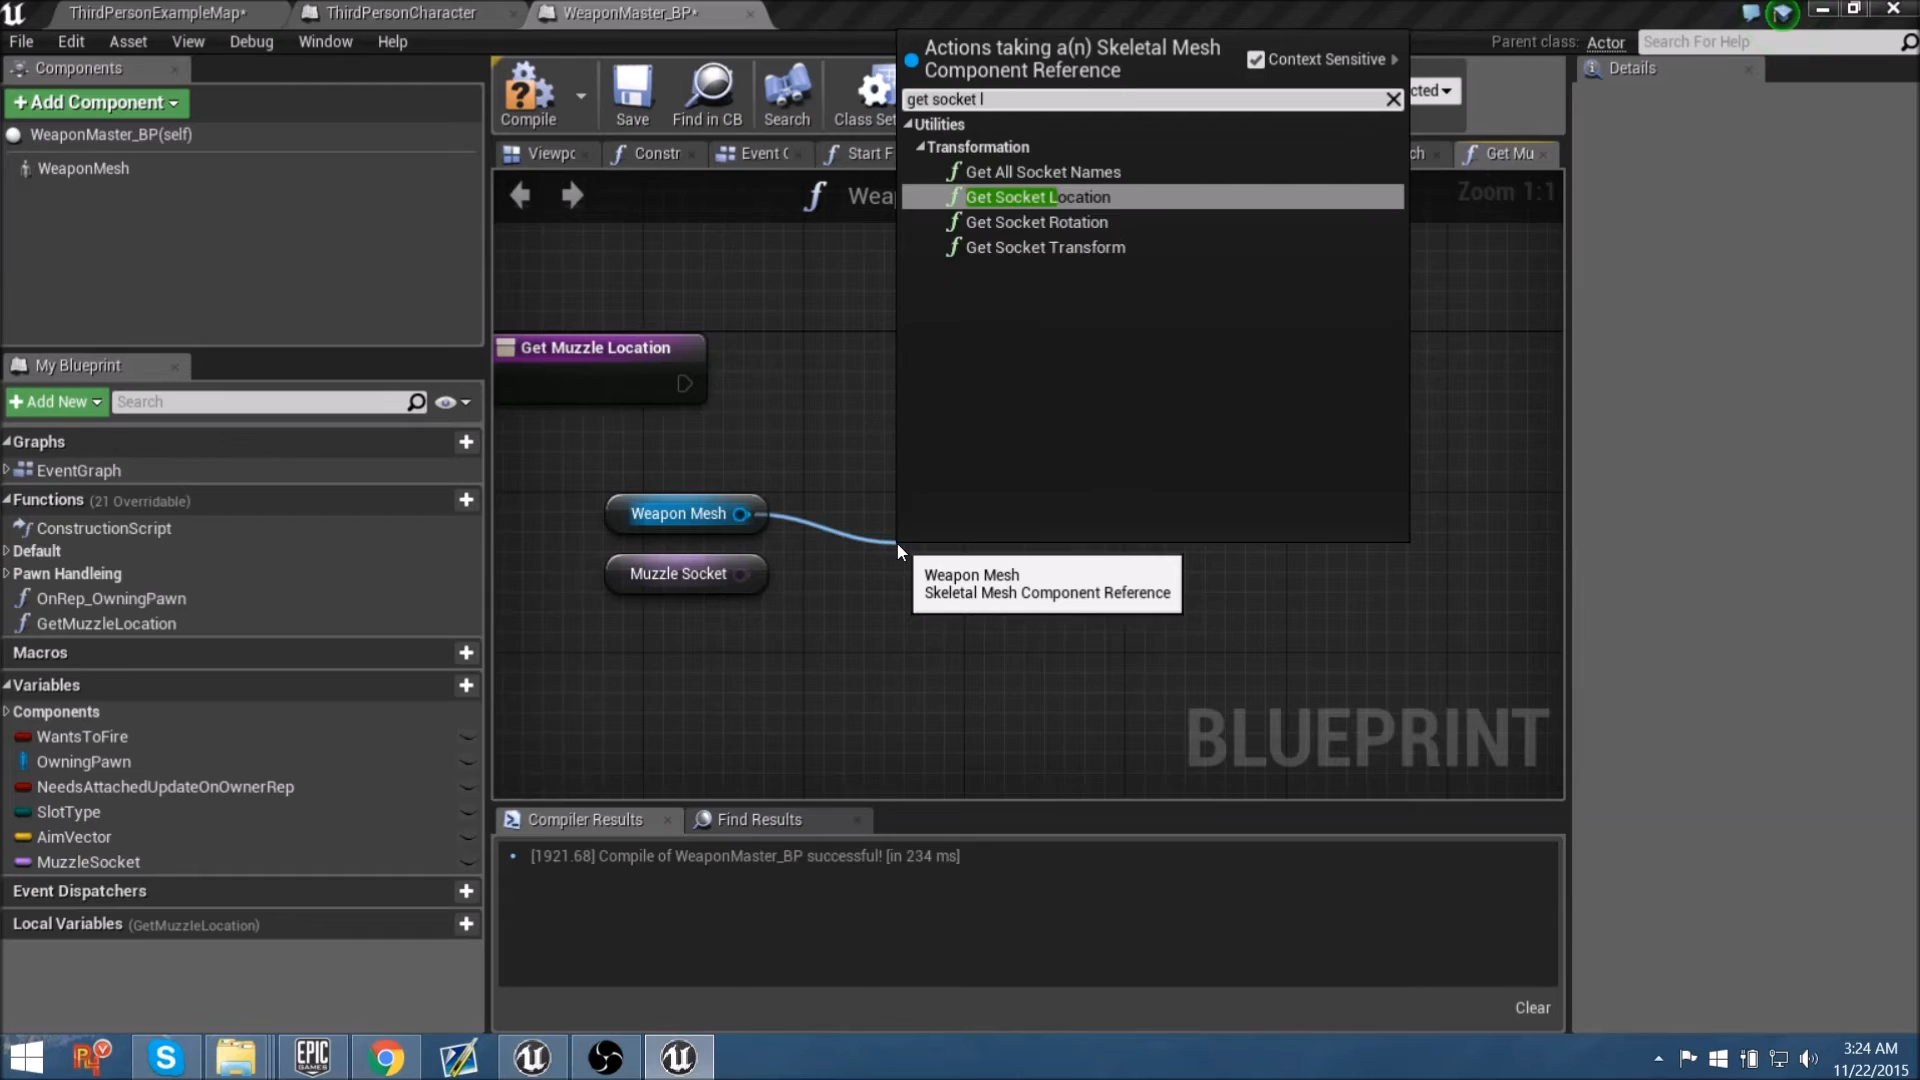 ThirdPersonExampleMap*
ThirdPersonCharacter
WeaponMaster_BP*
File Edit Asset View Debug Window Help
Parent class: Actor
Search For Help
Components
+Add Component
WeaponMaster_BP(self)
WeaponMesh
Compile
Save
Find in CB
Search
Class Set
cted
Details
Viewpo
Constr
Event G
Start F
ch
Get Mu
Wea
Zoom 1:1
Actions taking a(n) Skeletal Mesh
Component Reference
Context Sensitive
get socket l
Utilities
Transformation
Get All Socket Names
Get Socket Location
Get Socket Rotation
Get Socket Transform
Get Muzzle Location
Weapon Mesh
Muzzle Socket
Weapon Mesh
Skeletal Mesh Component Reference
BLUEPRINT
My Blueprint
+Add New
Search
Graphs
EventGraph
Functions (21 Overridable)
ConstructionScript
Default
Pawn Handleing
OnRep_OwningPawn
GetMuzzleLocation
Macros
Variables
Components
WantsToFire
OwningPawn
NeedsAttachedUpdateOnOwnerRep
SlotType
AimVector
MuzzleSocket
Event Dispatchers
Local Variables (GetMuzzleLocation)
Compiler Results
Find Results
[1921.68] Compile of WeaponMaster_BP successful! [in 234 ms]
Clear
EPIC
GAMES
3:24 AM
11/22/2015